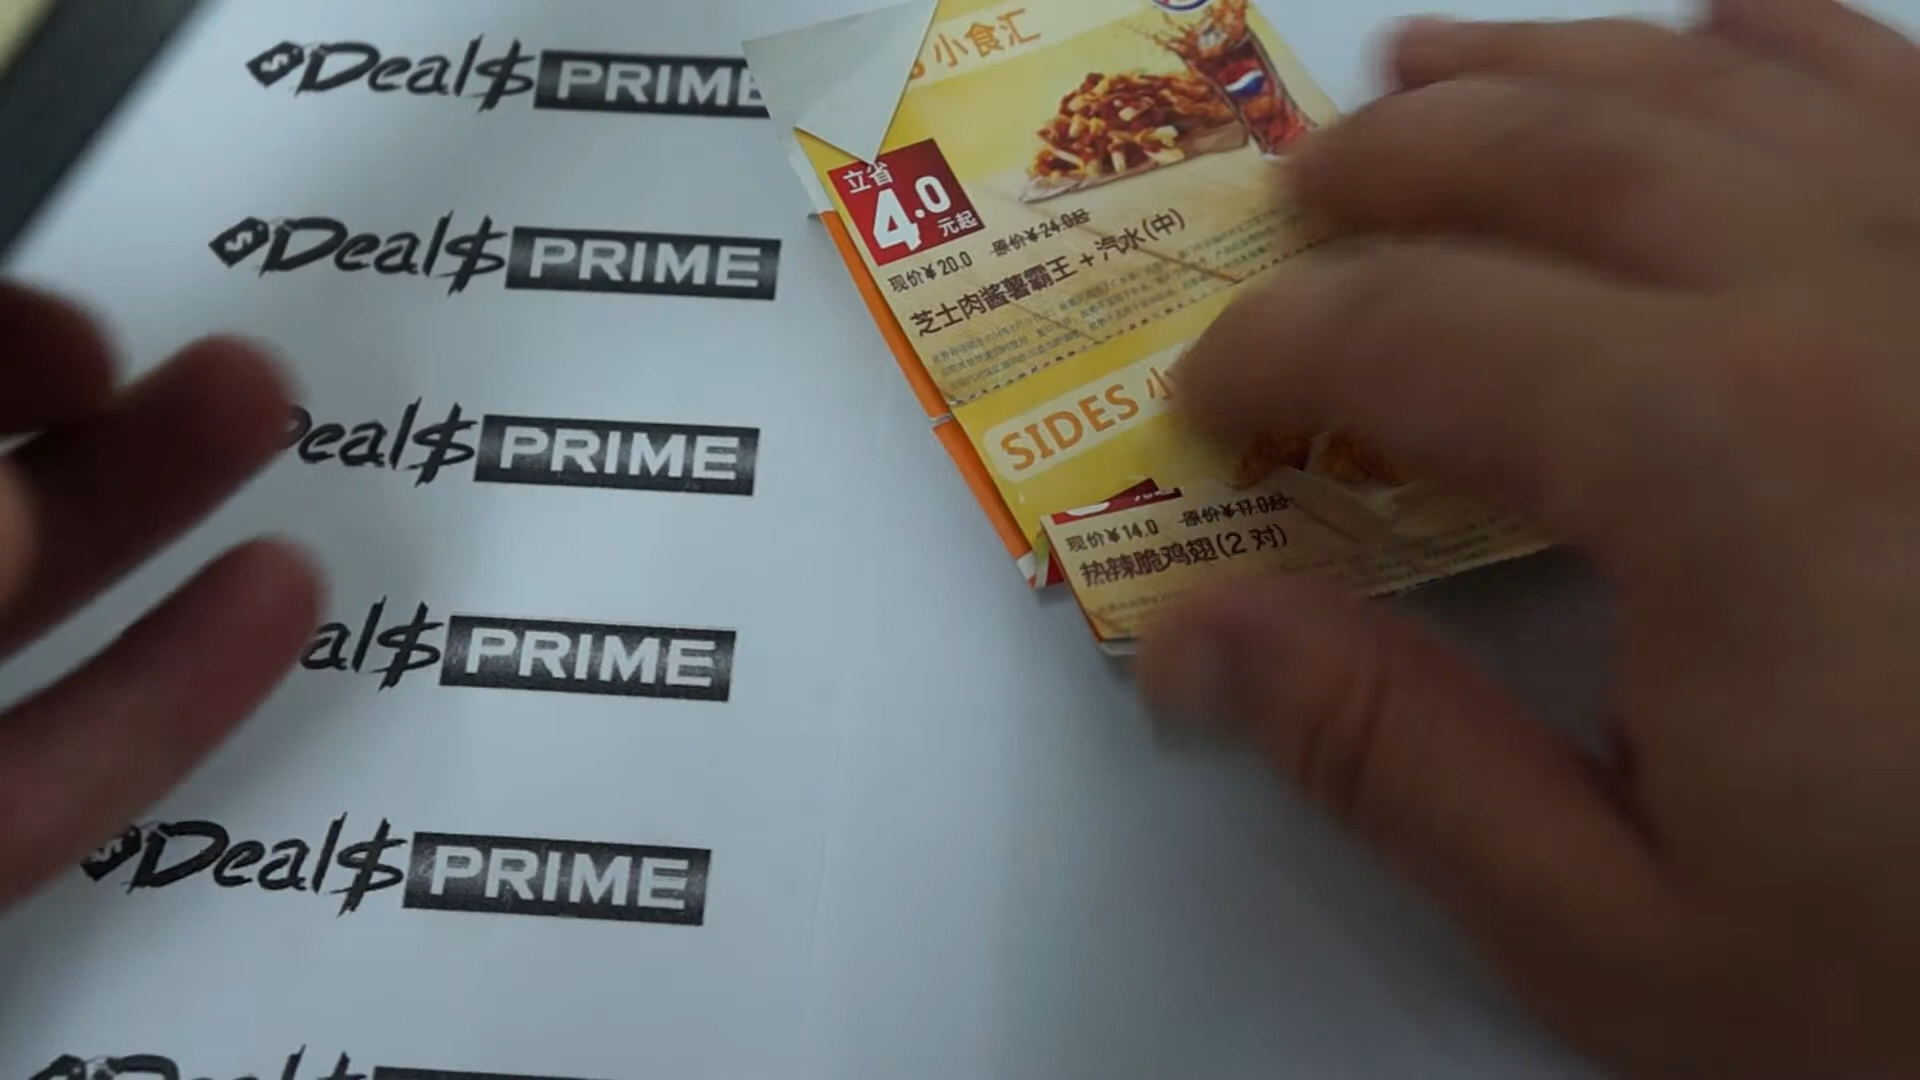 Deal$ PRIME
Deal$ PRIME
eal$ PRIME
al$ PRIME
Deal$ PRIME
小食汇
立省
4.0
元起
现价¥20.0 原价¥24.0起
芝士肉酱薯霸王+汽水(中)
SIDES 小
现价¥14.0 原价¥17.0起
热辣脆鸡翅(2 对)